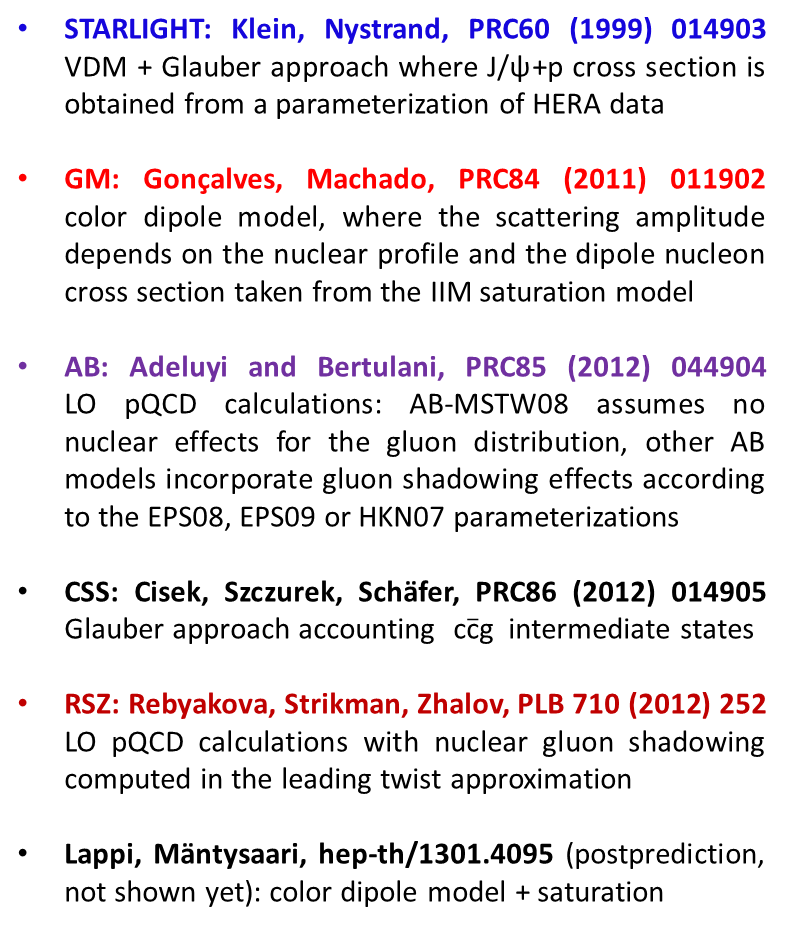 • STARLIGHT: Klein, Nystrand, PRC60 (1999) 014903
VDM + Glauber approach where J/ψ+p cross section is
obtained from a parameterization of HERA data
• GM: Gonçalves, Machado, PRC84 (2011) 011902
color dipole model, where the scattering amplitude
depends on the nuclear profile and the dipole nucleon
cross section taken from the IIM saturation model
• AB: Adeluyi and Bertulani, PRC85 (2012) 044904
LO pQCD calculations: AB-MSTW08 assumes no
nuclear effects for the gluon distribution, other AB
models incorporate gluon shadowing effects according
to the EPS08, EPS09 or HKN07 parameterizations
• CSS: Cisek, Szczurek, Schäfer, PRC86 (2012) 014905
Glauber approach accounting cc̄g intermediate states
• RSZ: Rebyakova, Strikman, Zhalov, PLB 710 (2012) 252
LO pQCD calculations with nuclear gluon shadowing
computed in the leading twist approximation
• Lappi, Mäntysaari, hep-th/1301.4095 (postprediction,
not shown yet): color dipole model + saturation